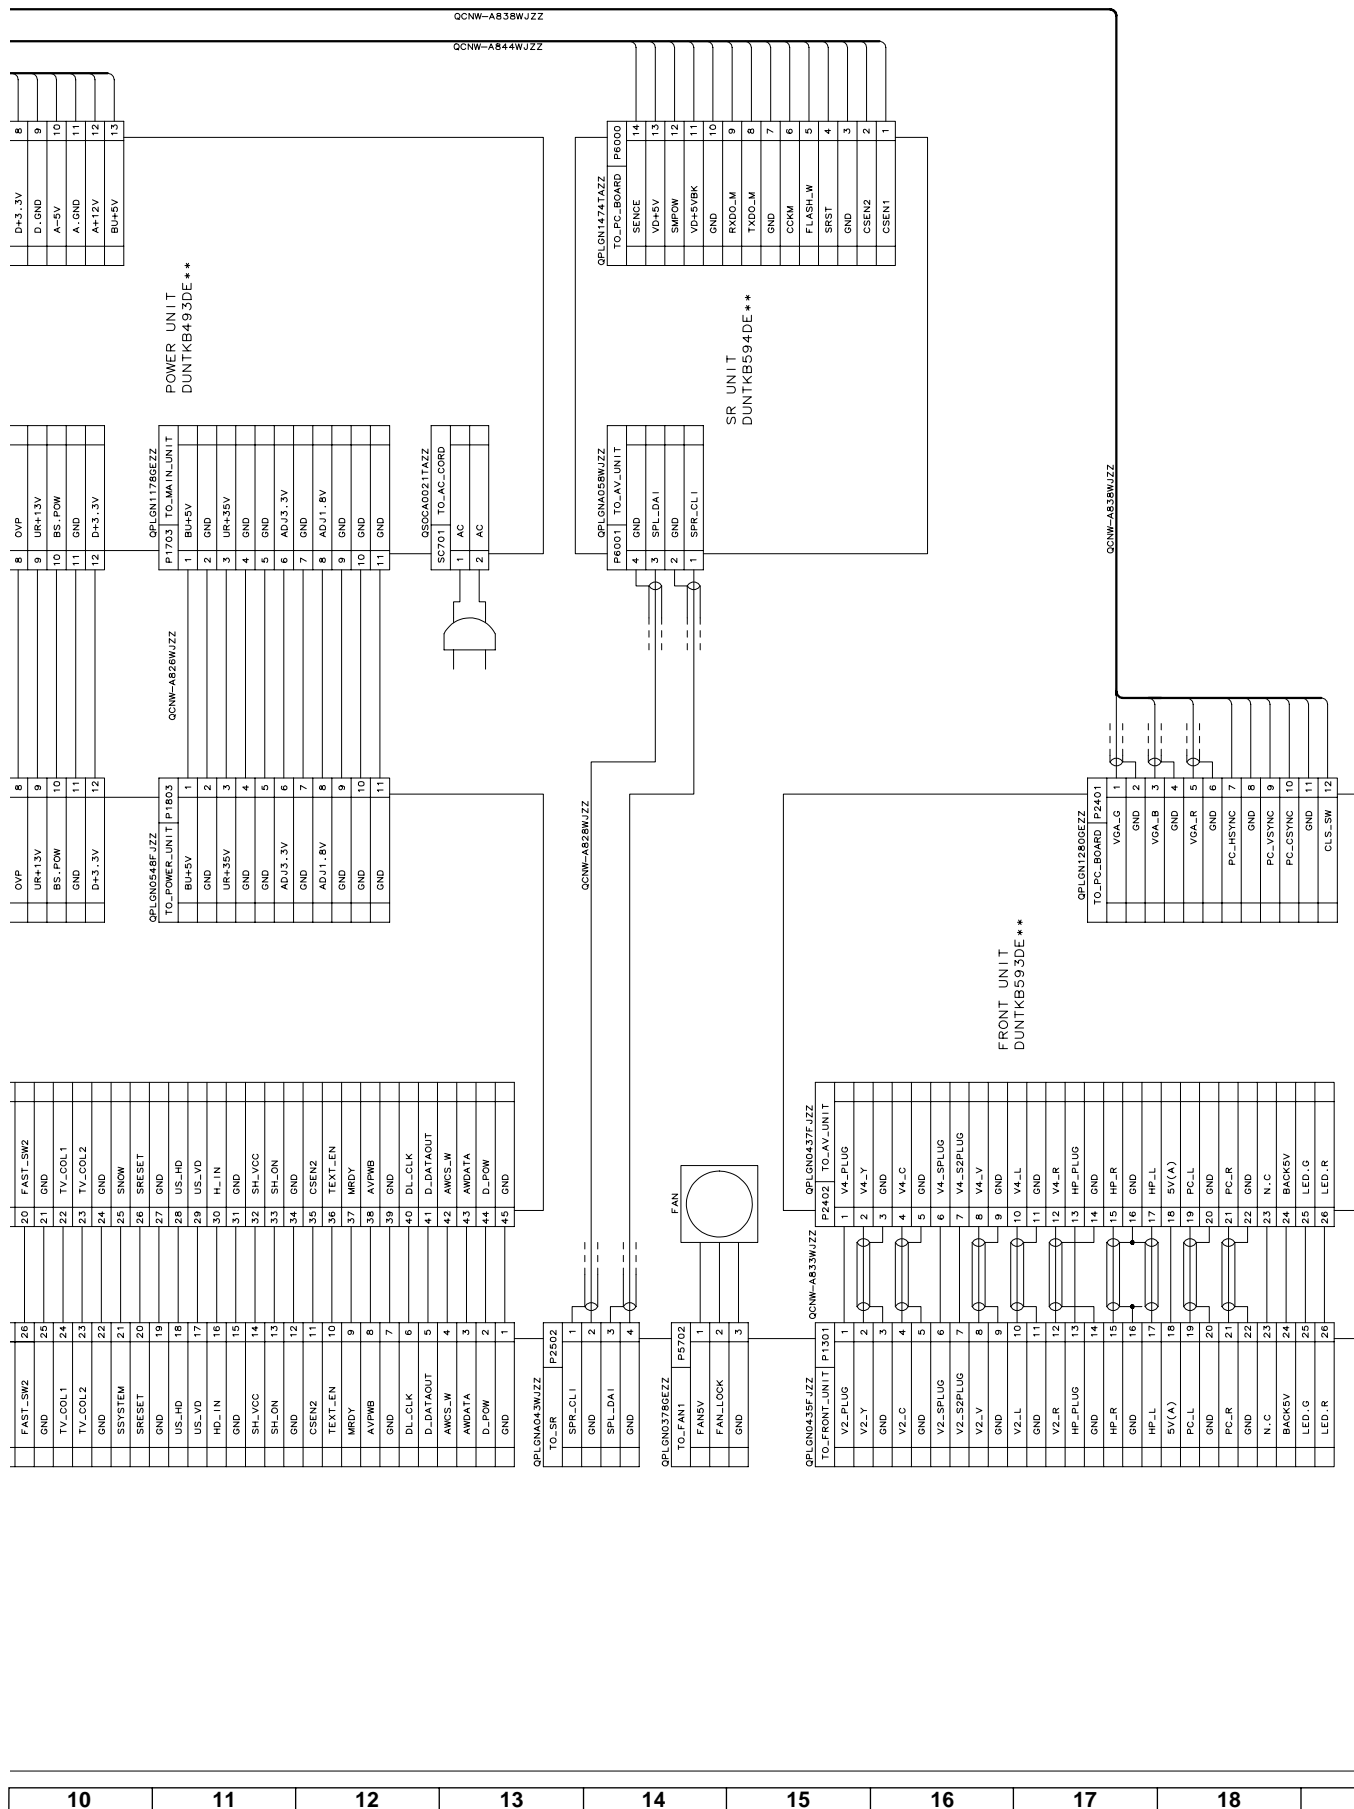 QCNW-A838WJZZ
QCNW-A844WJZZ
8 D+3.3V
9 D.GND
10 A-5V
11 A.GND
12 A+12V
13 BU+5V
POWER UNIT
DUNTKB493DE**
QPLGN1474TAZZ
TO_PC_BOARD P6000
SENCE 14
VD+5V 13
SMPOW 12
VD+5VBK 11
GND 10
RXDO_M 9
TXDO_M 8
GND 7
CCKM 6
FLASH_W 5
SRST 4
GND 3
CSEN2 2
CSEN1 1
SR UNIT
DUNTKB594DE**
8 OVP
9 UR+13V
10 BS.POW
11 GND
12 D+3.3V
QPLGN1178GEZZ
P1703 TO_MAIN_UNIT
1 BU+5V
2 GND
3 UR+35V
4 GND
5 GND
6 ADJ3.3V
7 GND
8 ADJ1.8V
9 GND
10 GND
11 GND
QSOCA0021TAZZ
SC701 TO_AC_CORD
1 AC
2 AC
QPLGNA058WJZZ
P6001 TO_AV_UNIT
4 GND
3 SPL_DAI
2 GND
1 SPR_CLI
QCNW-A838WJZZ
QCNW-A826WJZZ
OVP 8
UR+13V 9
BS.POW 10
GND 11
D+3.3V 12
QPLGN0548FJZZ
TO_POWER_UNIT P1803
BU+5V 1
GND 2
UR+35V 3
GND 4
GND 5
ADJ3.3V 6
GND 7
ADJ1.8V 8
GND 9
GND 10
GND 11
QCNW-A828WJZZ
QPLGN1280GEZZ
TO_PC_BOARD P2401
VGA_G 1
GND 2
VGA_B 3
GND 4
VGA_R 5
GND 6
PC_HSYNC 7
GND 8
PC_VSYNC 9
PC_CSYNC 10
GND 11
CLS_SW 12
FRONT UNIT
DUNTKB593DE**
20 FAST_SW2
21 GND
22 TV_COL1
23 TV_COL2
24 GND
25 SNOW
26 SRESET
27 GND
28 US_HD
29 US_VD
30 H_IN
31 GND
32 SH_VCC
33 SH_ON
34 GND
35 CSEN2
36 TEXT_EN
37 MRDY
38 AVPWB
39 GND
40 DL_CLK
41 D_DATAOUT
42 AWCS_W
43 AWDATA
44 D_POW
45 GND
FAN
QPLGN0437FJZZ
P2402 TO_AV_UNIT
1 V4_PLUG
2 V4_Y
3 GND
4 V4_C
5 GND
6 V4_SPLUG
7 V4_S2PLUG
8 V4_V
9 GND
10 V4_L
11 GND
12 V4_R
13 HP_PLUG
14 GND
15 HP_R
16 GND
17 HP_L
18 5V(A)
19 PC_L
20 GND
21 PC_R
22 GND
23 N.C
24 BACK5V
25 LED.G
26 LED.R
QCNW-A833WJZZ
FAST_SW2 26
GND 25
TV_COL1 24
TV_COL2 23
GND 22
SSYSTEM 21
SRESET 20
GND 19
US_HD 18
US_VD 17
HD_IN 16
GND 15
SH_VCC 14
SH_ON 13
GND 12
CSEN2 11
TEXT_EN 10
MRDY 9
AVPWB 8
GND 7
DL_CLK 6
D_DATAOUT 5
AWCS_W 4
AWDATA 3
D_POW 2
GND 1
QPLGNA043WJZZ
TO_SR P2502
SPR_CLI 1
GND 2
SPL_DAI 3
GND 4
QPLGN0378GEZZ
TO_FAN1 P5702
FAN5V 1
FAN_LOCK 2
GND 3
QPLGN0435FJZZ
TO_FRONT_UNIT P1301
V2_PLUG 1
V2_Y 2
GND 3
V2_C 4
GND 5
V2_SPLUG 6
V2_S2PLUG 7
V2_V 8
GND 9
V2_L 10
GND 11
V2_R 12
HP_PLUG 13
GND 14
HP_R 15
GND 16
HP_L 17
5V(A) 18
PC_L 19
GND 20
PC_R 21
GND 22
N.C 23
BACK5V 24
LED.G 25
LED.R 26
10 11 12 13 14 15 16 17 18